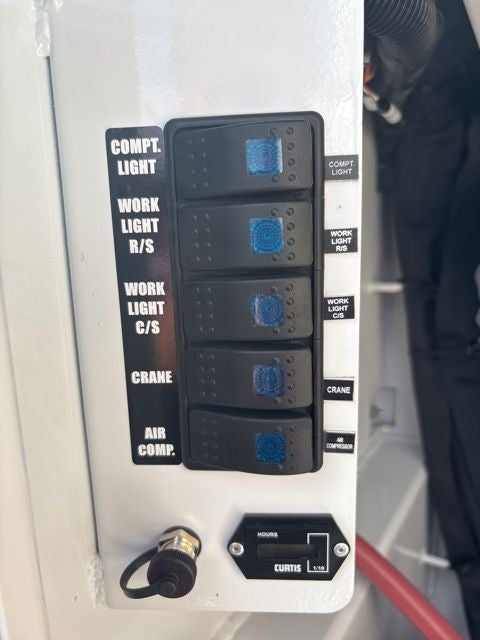 COMPT.
LIGHT
WORK
LIGHT
R/S
WORK
LIGHT
C/S
CRANE
AIR
COMP.
COMPT.
LIGHT
WORK
LIGHT
R/S
WORK
LIGHT
C/S
CRANE
AIR
COMPRESSOR
HOURS
CURTIS
1/10